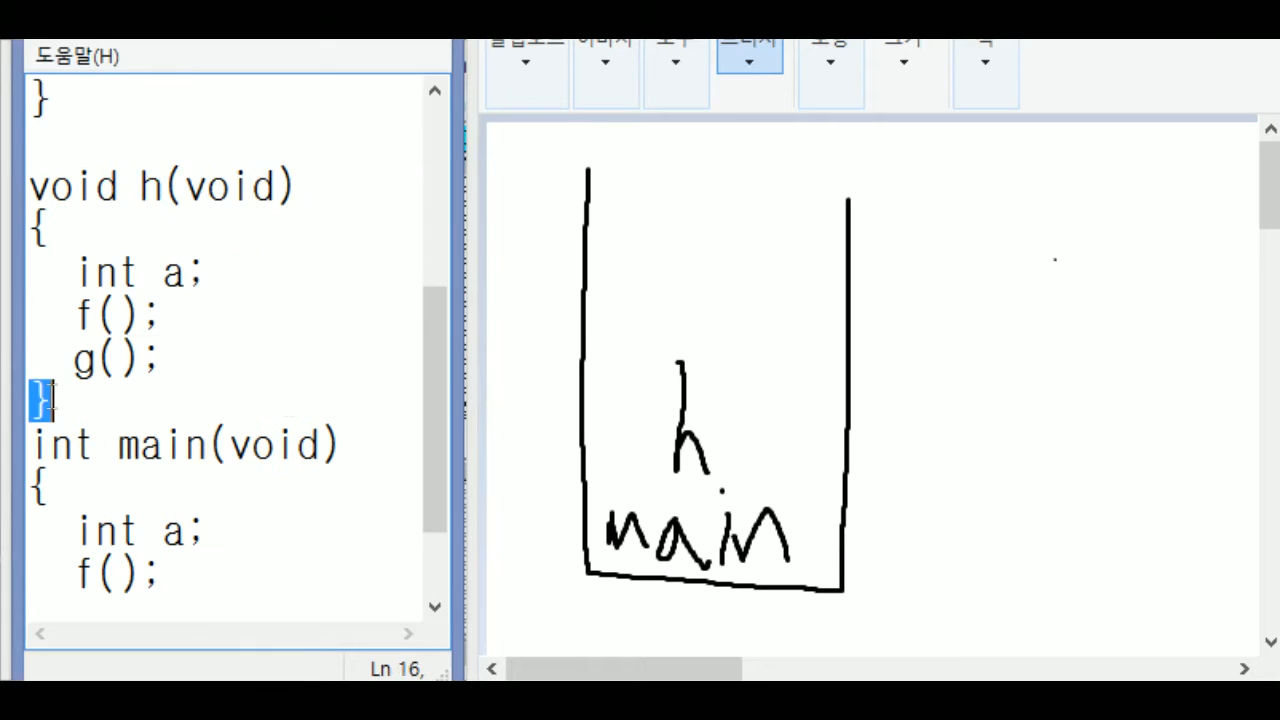 도움말(H)
}
void h(void)
{
int a;
f();
g();
}
int main(void)
{
int a;
f();
Ln 16,
h
main